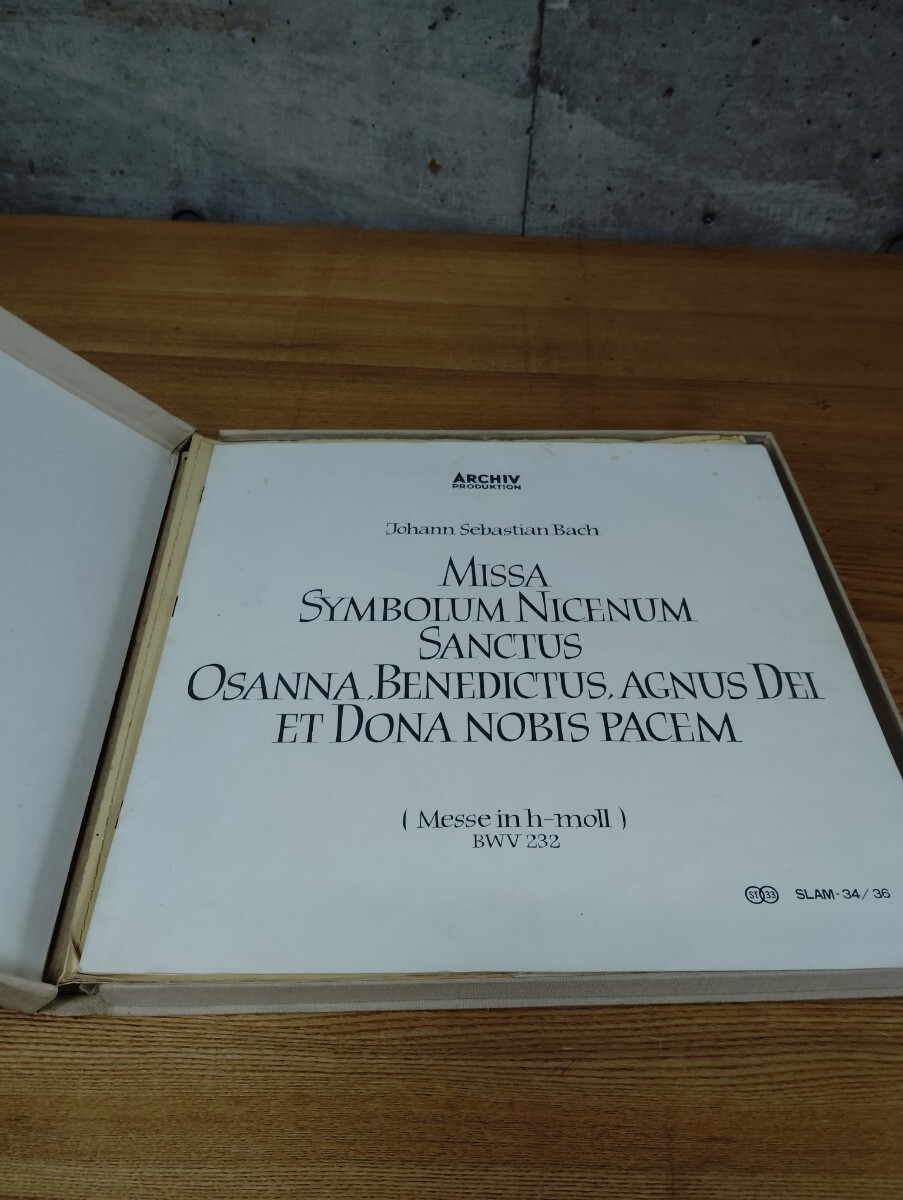 ARCHIV
PRODUKTION
Johann Sebastian Bach
MISSA
SYMBOLUM NICENUM
SANCTUS
OSANNA, BENEDICTUS, AGNUS DEI
ET DONA NOBIS PACEM
( Messe in h-moll )
BWV 232
ST 33 SLAM-34/36